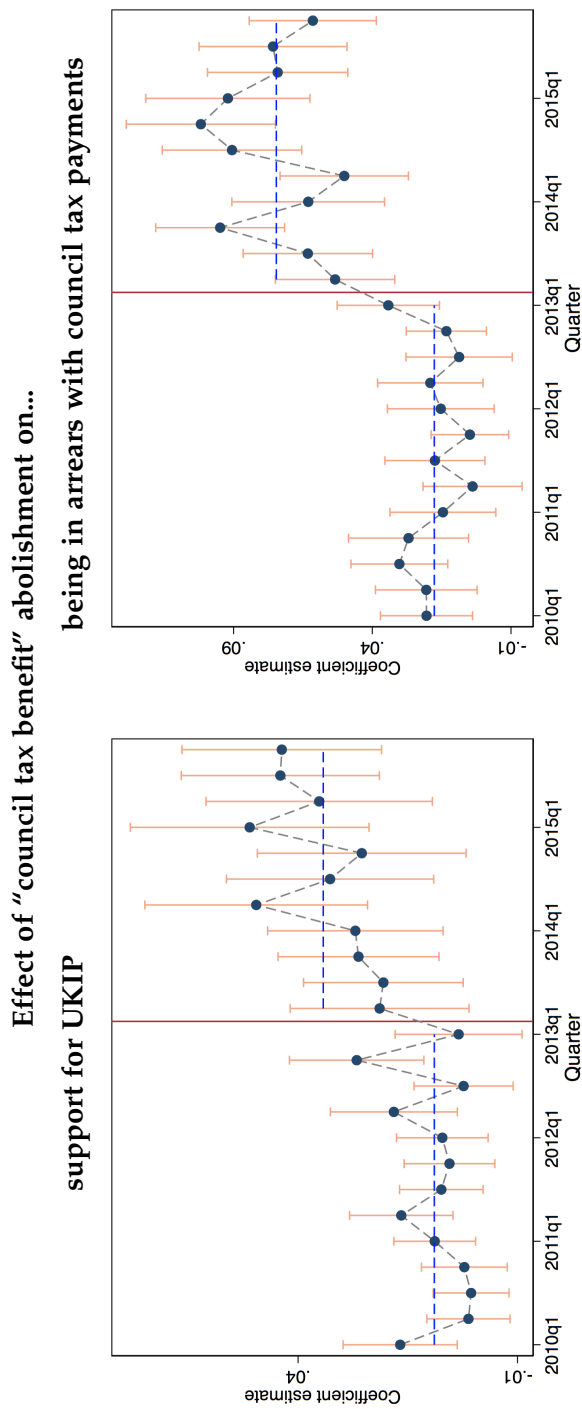 Effect of “council tax benefit” abolishment on...
support for UKIP
Coefficient estimate
.04
-.01
2010q1 2011q1 2012q1 2013q1 2014q1 2015q1
Quarter
being in arrears with council tax payments
Coefficient estimate
.09
.04
-.01
2010q1 2011q1 2012q1 2013q1 2014q1 2015q1
Quarter